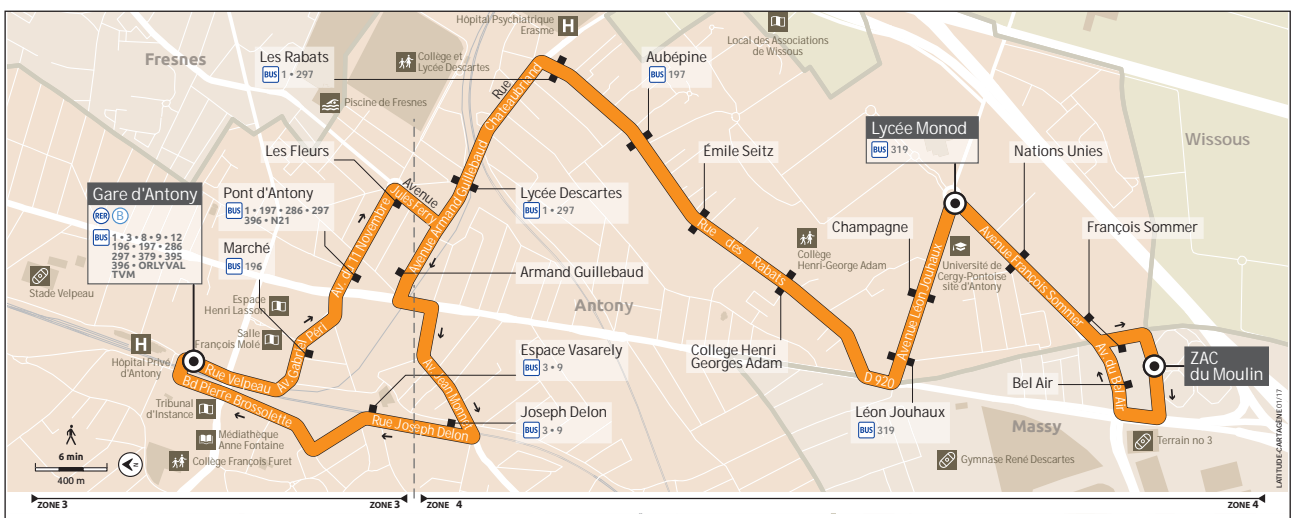 Hôpital Psychiatrique
Erasme
H
Local des Associations
de Wissous
Fresnes
Les Rabats
BUS 1 • 297
Collège et
Lycée Descartes
Aubépine
BUS 197
Rue
Chateaubriand
Piscine de Fresnes
Lycée Monod
BUS 319
Wissous
Les Fleurs
Émile Seitz
Nations Unies
Gare d'Antony
RER B
BUS 1 • 3 • 8 • 9 • 12
196 • 197 • 286
297 • 379 • 395
396 • ORLYVAL
TVM
Pont d'Antony
BUS 1 • 197 • 286 • 297
396 • N21
Avenue
Jules Ferry
Avenue Armand Guillebaud
Lycée Descartes
BUS 1 • 297
Marché
BUS 196
Av. du 11 Novembre
Champagne
François Sommer
Rue des Rabats
Collège
Henri-George Adam
Université de
Cergy-Pontoise
site d'Antony
Avenue François Sommer
Armand Guillebaud
Stade Velpeau
Espace
Henri Lasson
Antony
Salle
François Molé
Av. Gabriel Péri
Avenue Léon Jouhaux
H
Hôpital Privé
d'Antony
Rue Velpeau
Bd Pierre Brossolette
Espace Vasarely
BUS 3 • 9
College Henri
Georges Adam
Av. Jean Monnet
D 920
ZAC
du Moulin
Av. du Bel Air
Bel Air
Tribunal
d'Instance
Joseph Delon
BUS 3 • 9
Rue Joseph Delon
Léon Jouhaux
BUS 319
Massy
Médiathèque
Anne Fontaine
Terrain no 3
Collège François Furet
Gymnase René Descartes
6 min
400 m
N
LATITUDE-CARTAGÈNE 01/17
ZONE 3
ZONE 3
ZONE 4
ZONE 4